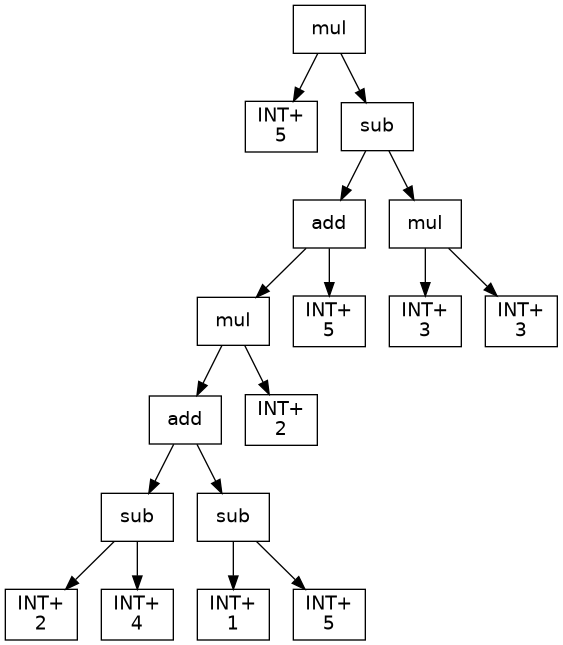 mul
INT+
5
sub
add
mul
mul
INT+
5
INT+
3
INT+
3
add
INT+
2
sub
sub
INT+
2
INT+
4
INT+
1
INT+
5